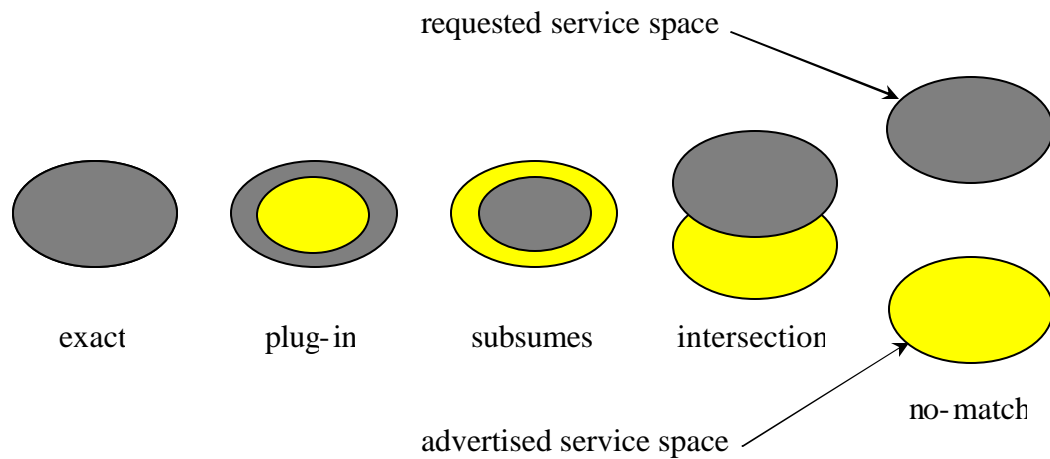 requested service space
exact
plug-in
subsumes
intersection
no-match
advertised service space